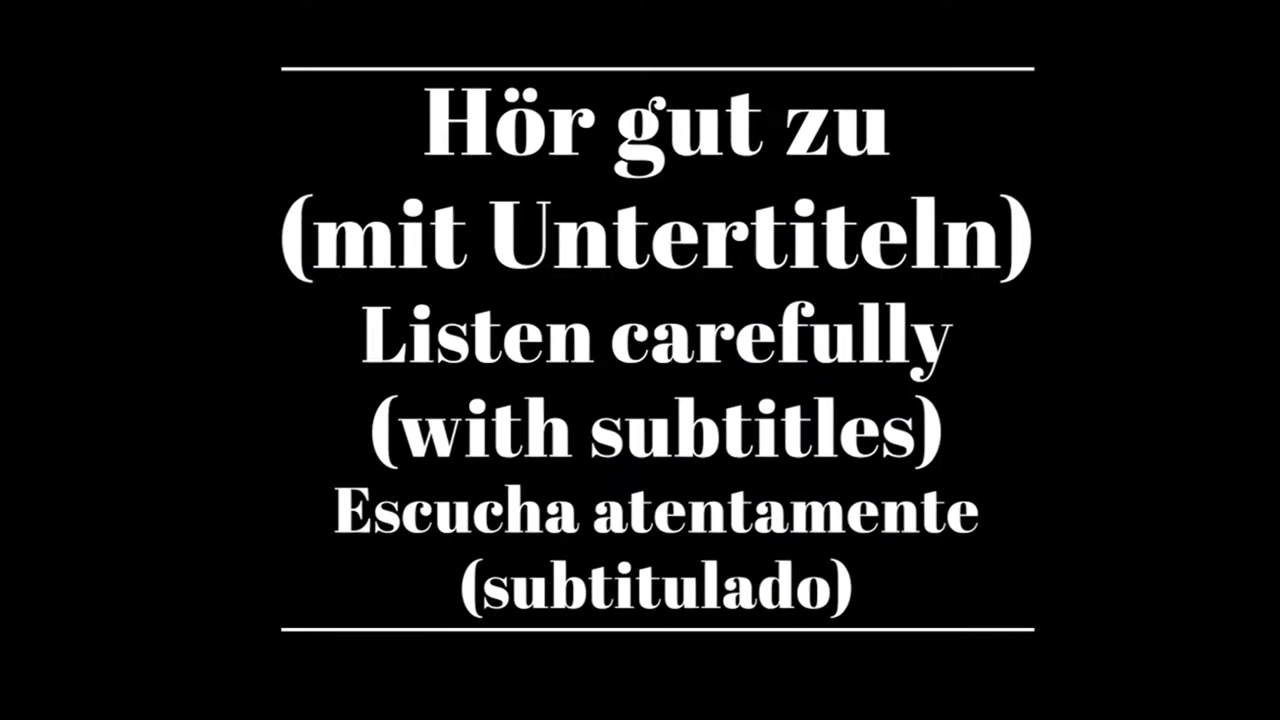 Hör gut zu
(mit Untertiteln)
Listen carefully
(with subtitles)
Escucha atentamente
(subtitulado)